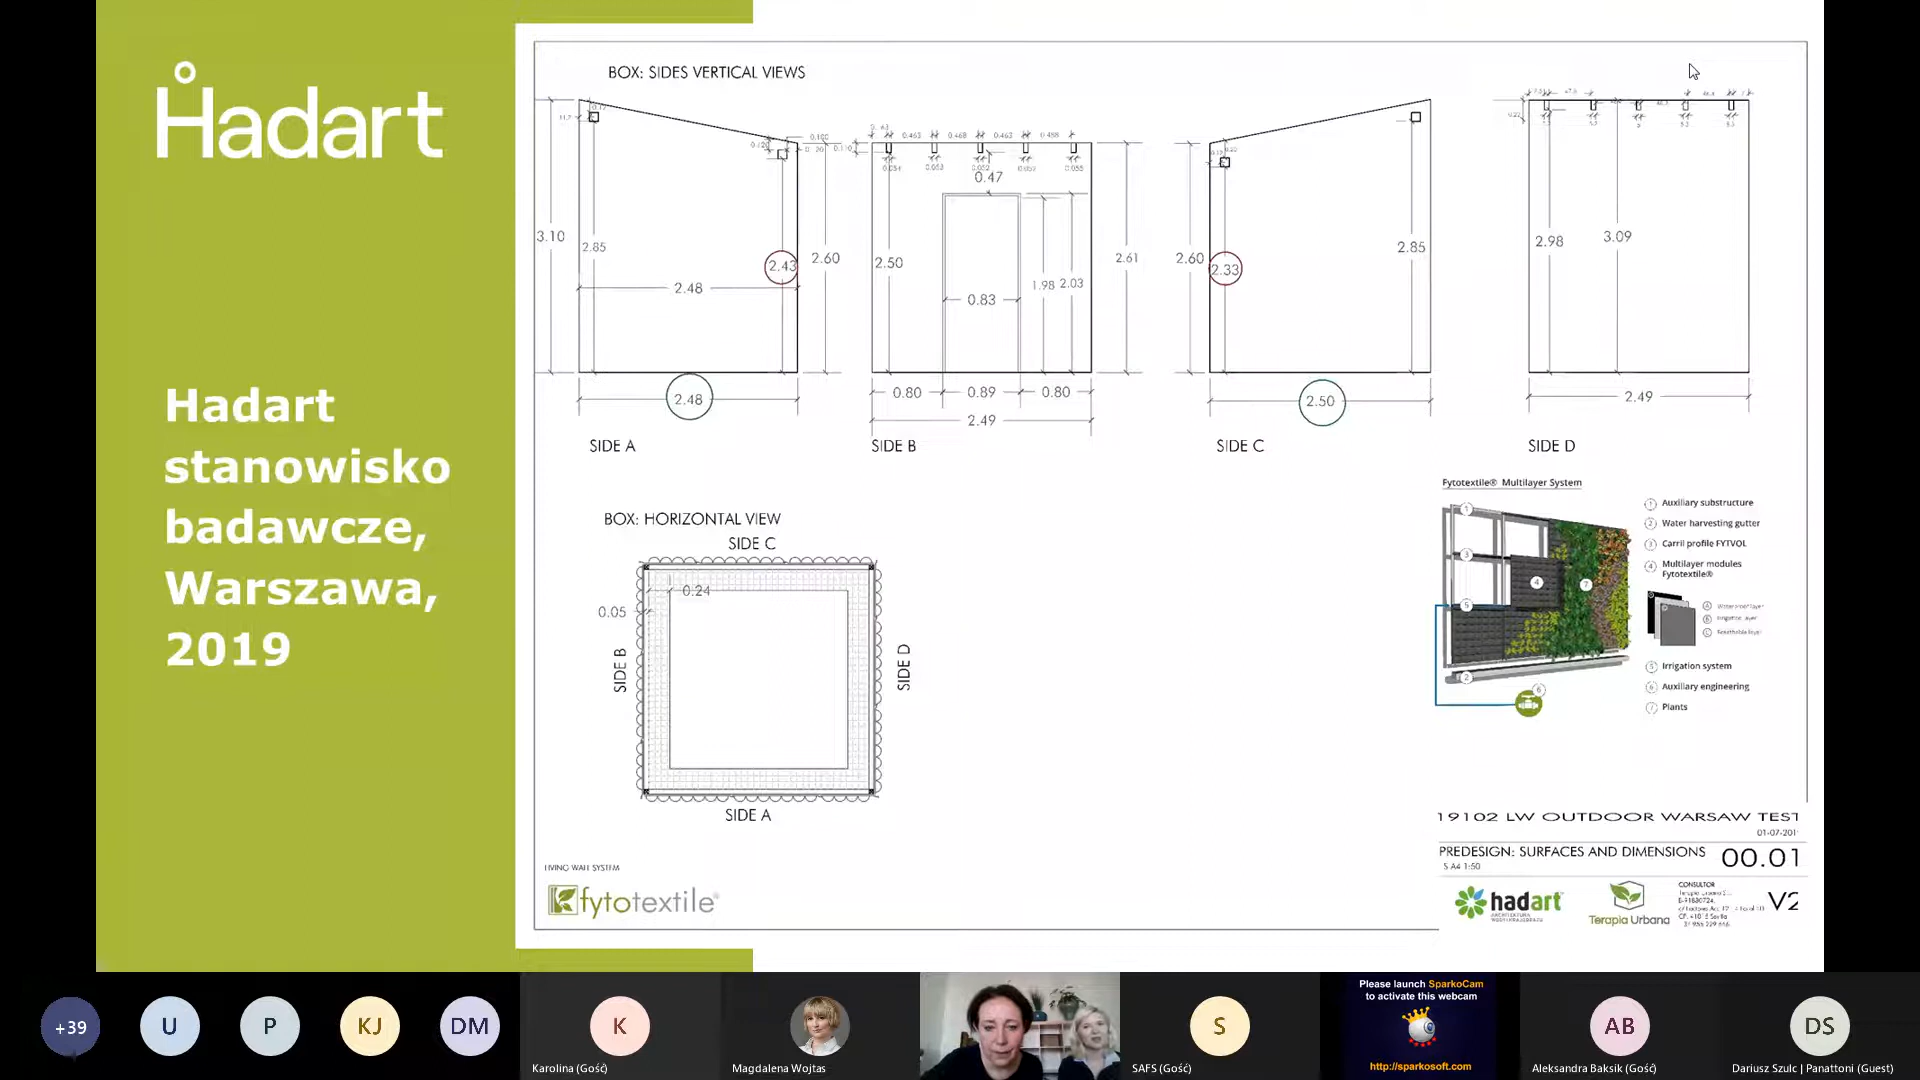 Hadart
Hadart
stanowisko
badawcze,
Warszawa,
2019
BOX: SIDES VERTICAL VIEWS
3.10
2.85
2.48
2.43
2.60
2.48
SIDE A
0.463
0.468
0.463
0.47
2.50
0.83
1.98
2.03
2.61
0.80
0.89
0.80
2.49
SIDE B
2.60
2.33
2.85
2.50
SIDE C
2.98
3.09
2.49
SIDE D
BOX: HORIZONTAL VIEW
SIDE C
0.24
0.05
SIDE B
SIDE D
SIDE A
Fytotextile® Multilayer System
1 Auxiliary substructure
2 Water harvesting gutter
3 Carril profile FYTVOL
4 Multilayer modules
Fytotextile®
5 Irrigation system
6 Auxiliary engineering
7 Plants
LIVING WALL SYSTEM
fytotextile®
19102 LW OUTDOOR WARSAW TEST
01-07-201
PREDESIGN: SURFACES AND DIMENSIONS
00.01
S A4 1:50
hadart
Terapia Urbana
CONSULTOR
V2
+39
U
P
KJ
DM
K
Karolina (Gość)
Magdalena Wojtas
S
SAFS (Gość)
Please launch SparkoCam
to activate this webcam
http://sparkosoft.com
AB
Aleksandra Baksik (Gość)
DS
Dariusz Szulc | Panattoni (Guest)